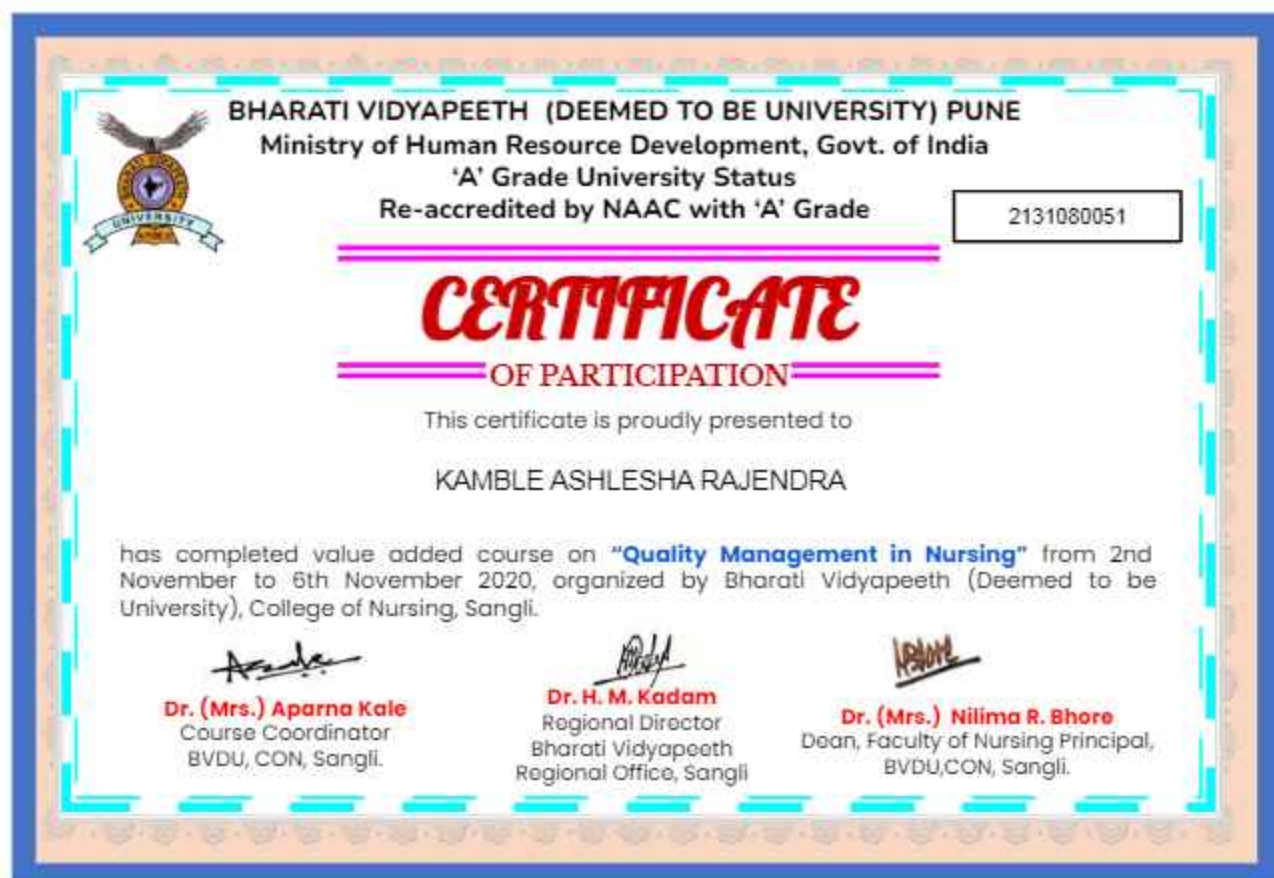 BHARATI VIDYAPEETH (DEEMED TO BE UNIVERSITY) PUNE
Ministry of Human Resource Development, Govt. of India
‘A’ Grade University Status
Re-accredited by NAAC with ‘A’ Grade
2131080051
BHARATI VIDYAPEETH
UNIVERSITY
CERTIFICATE
OF PARTICIPATION
This certificate is proudly presented to
KAMBLE ASHLESHA RAJENDRA
has completed value added course on “Quality Management in Nursing” from 2nd
November to 6th November 2020, organized by Bharati Vidyapeeth (Deemed to be
University), College of Nursing, Sangli.
Dr. (Mrs.) Aparna Kale
Course Coordinator
BVDU, CON, Sangli.
Dr. H. M. Kadam
Regional Director
Bharati Vidyapeeth
Regional Office, Sangli
Dr. (Mrs.) Nilima R. Bhore
Dean, Faculty of Nursing Principal,
BVDU,CON, Sangli.